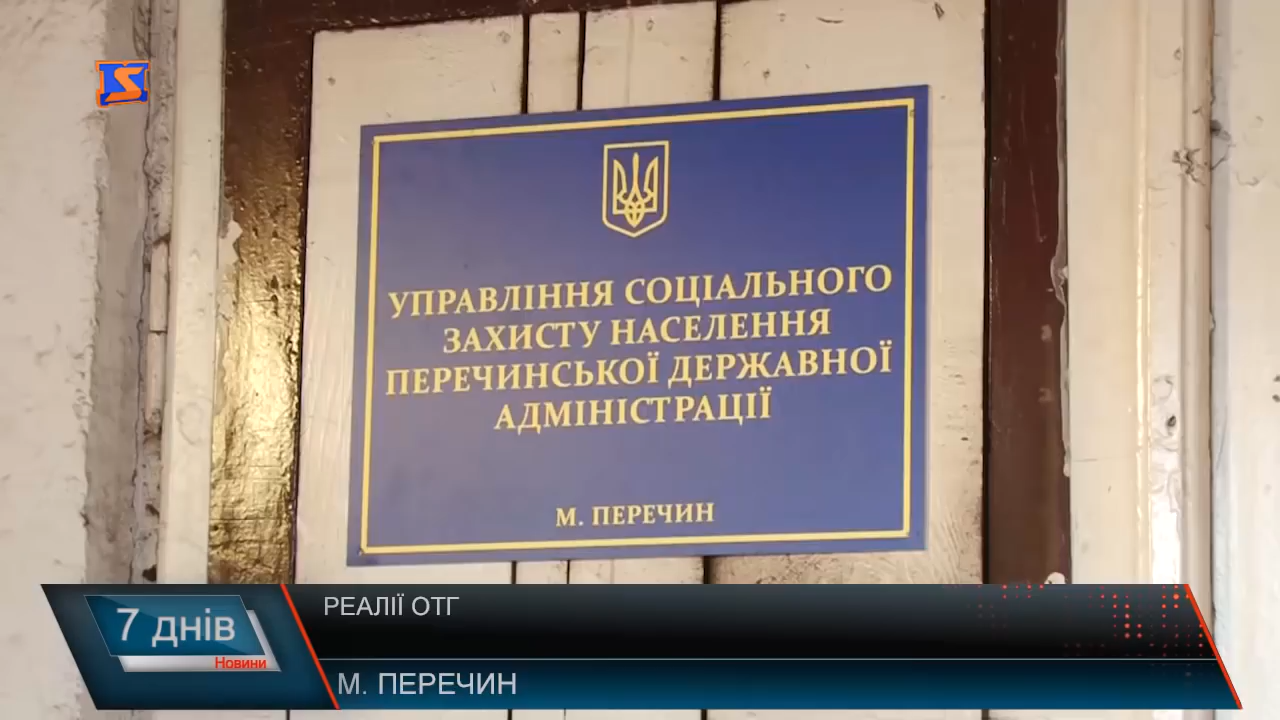 УПРАВЛІННЯ СОЦІАЛЬНОГО
ЗАХИСТУ НАСЕЛЕННЯ
ПЕРЕЧИНСЬКОЇ ДЕРЖАВНОЇ
АДМІНІСТРАЦІЇ
М. ПЕРЕЧИН
7 днів
Новини
РЕАЛІЇ ОТГ
М. ПЕРЕЧИН